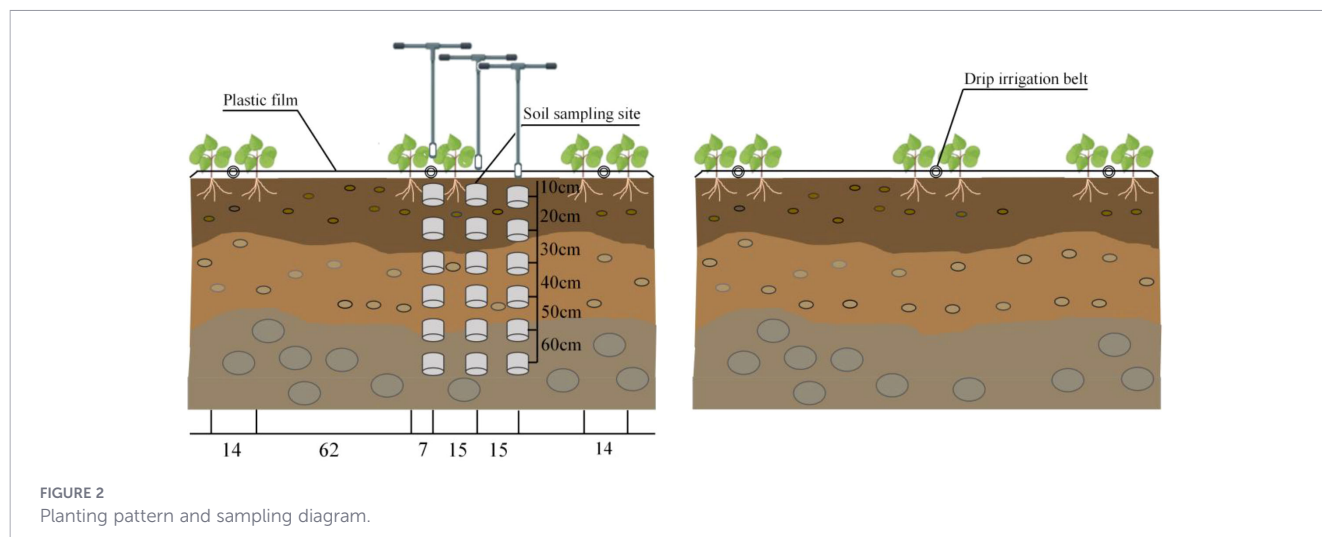 Plastic film
Soil sampling site
Drip irrigation belt
10cm
20cm
30cm
40cm
50cm
60cm
14 62 7 15 15 14
FIGURE 2
Planting pattern and sampling diagram.